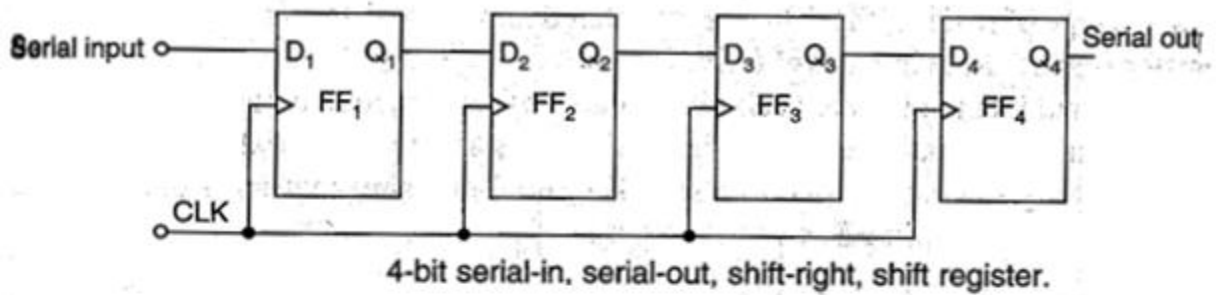 Serial input
D₁ Q₁ D₂ Q₂ D₃ Q₃ D₄ Q₄ Serial out
FF₁ FF₂ FF₃ FF₄
CLK
4-bit serial-in, serial-out, shift-right, shift register.